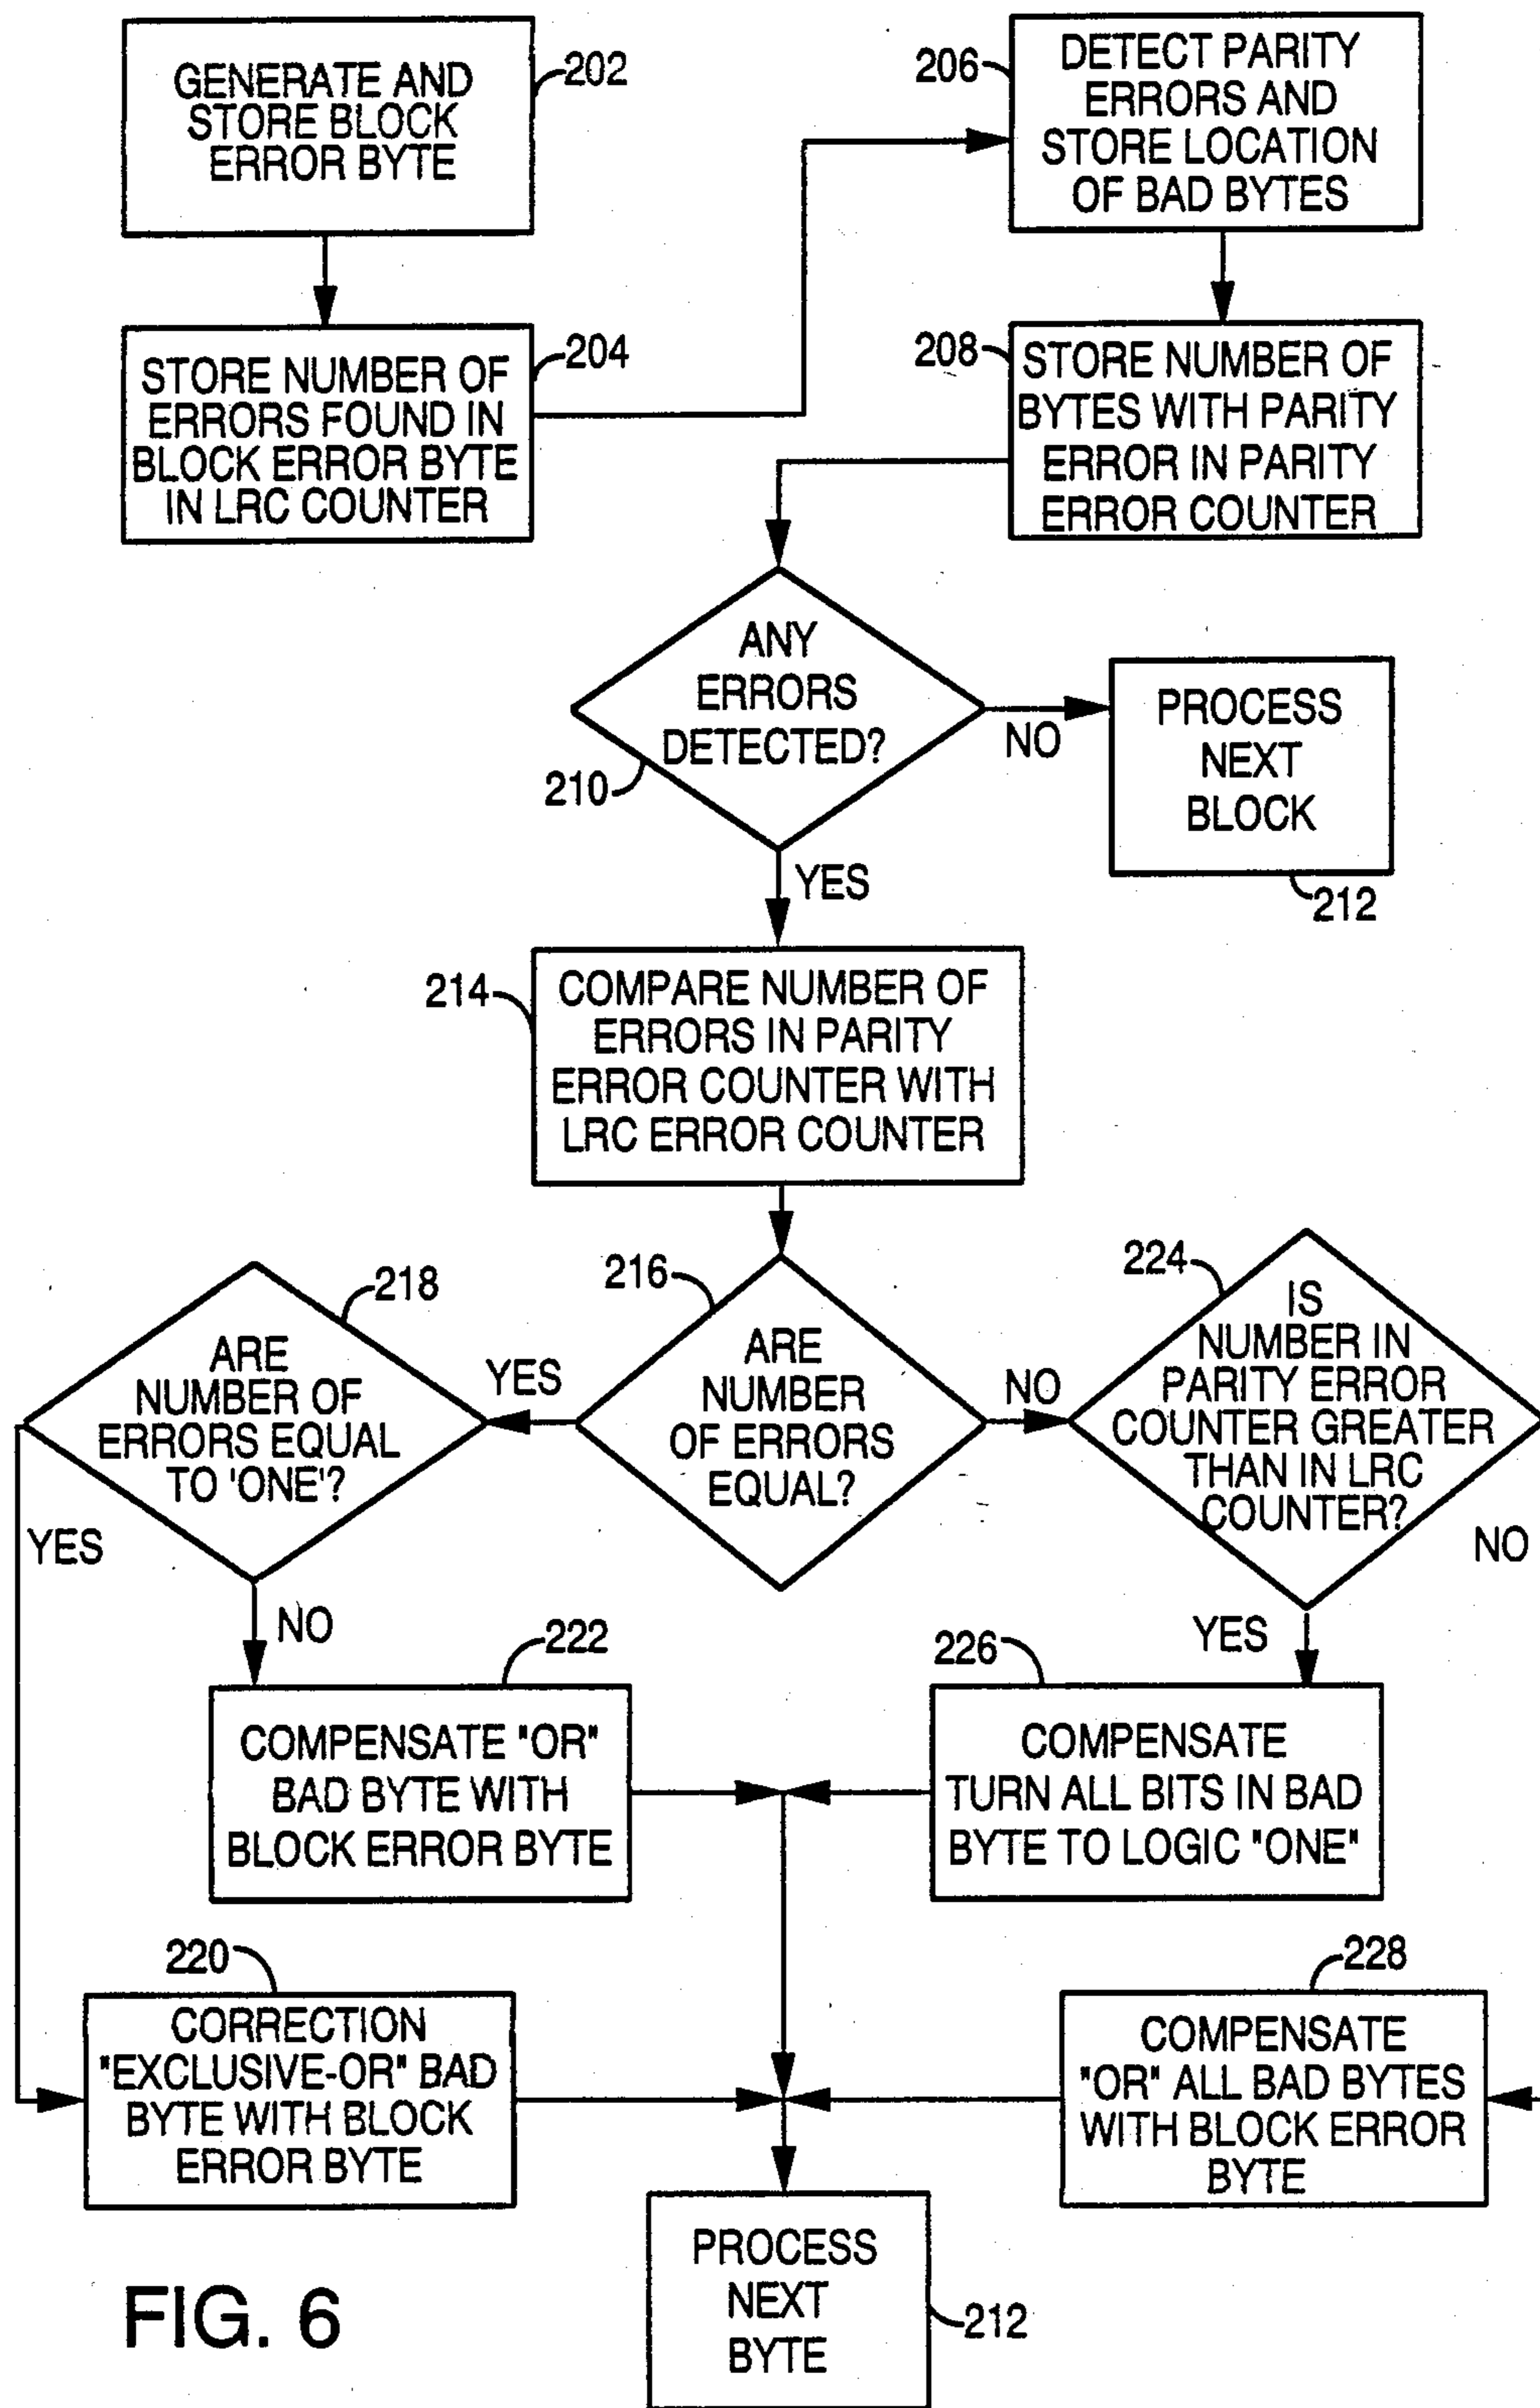 GENERATE AND
STORE BLOCK
ERROR BYTE
202
STORE NUMBER OF
ERRORS FOUND IN
BLOCK ERROR BYTE
IN LRC COUNTER
204
206
DETECT PARITY
ERRORS AND
STORE LOCATION
OF BAD BYTES
208
STORE NUMBER OF
BYTES WITH PARITY
ERROR IN PARITY
ERROR COUNTER
ANY
ERRORS
DETECTED?
210
NO
PROCESS
NEXT
BLOCK
212
YES
214
COMPARE NUMBER OF
ERRORS IN PARITY
ERROR COUNTER WITH
LRC ERROR COUNTER
216
ARE
NUMBER
OF ERRORS
EQUAL?
YES
NO
218
ARE
NUMBER OF
ERRORS EQUAL
TO 'ONE'?
YES
NO
224
IS
NUMBER IN
PARITY ERROR
COUNTER GREATER
THAN IN LRC
COUNTER?
NO
YES
222
COMPENSATE "OR"
BAD BYTE WITH
BLOCK ERROR BYTE
226
COMPENSATE
TURN ALL BITS IN BAD
BYTE TO LOGIC "ONE"
220
CORRECTION
"EXCLUSIVE-OR" BAD
BYTE WITH BLOCK
ERROR BYTE
228
COMPENSATE
"OR" ALL BAD BYTES
WITH BLOCK ERROR
BYTE
PROCESS
NEXT
BYTE
212
FIG. 6